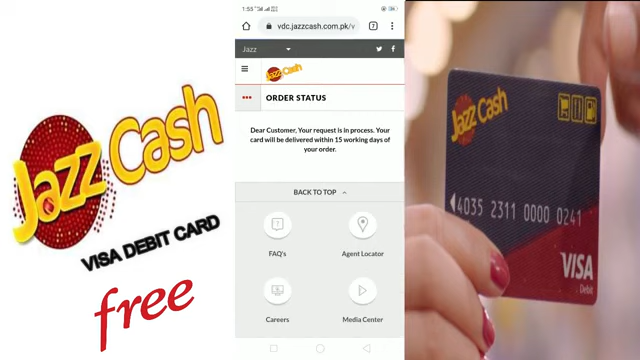 Jazz Cash
VISA DEBIT CARD
free
1:55
vdc.jazzcash.com.pk/v
7
Jazz
Jazz Cash
ORDER STATUS
Dear Customer, Your request is in process. Your
card will be delivered within 15 working days of
your order.
BACK TO TOP
FAQ's
Agent Locator
Careers
Media Center
Jazz Cash
4035 2311 0000 0241
VISA
Debit